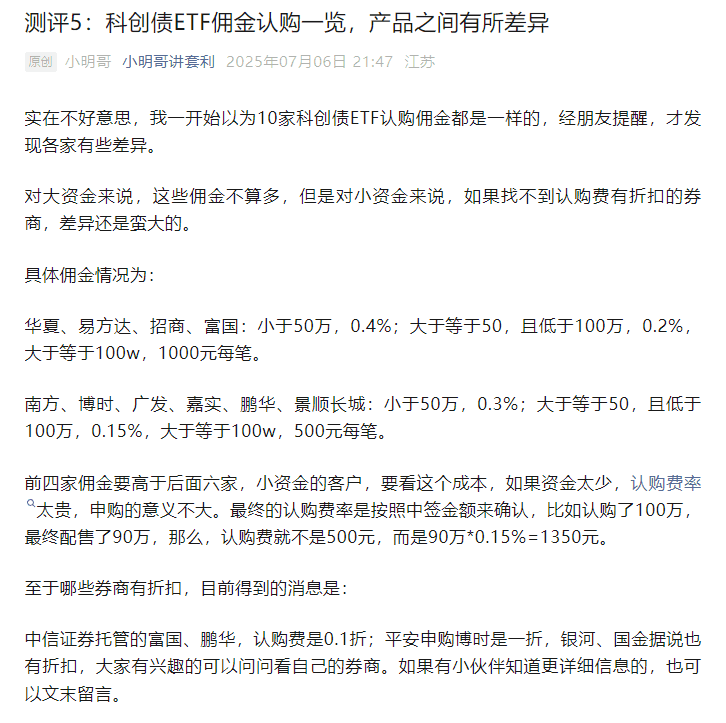 测评5：科创债ETF佣金认购一览，产品之间有所差异
原创 小明哥 小明哥讲套利 2025年07月06日 21:47 江苏
实在不好意思，我一开始以为10家科创债ETF认购佣金都是一样的，经朋友提醒，才发
现各家有些差异。
对大资金来说，这些佣金不算多，但是对小资金来说，如果找不到认购费有折扣的券
商，差异还是蛮大的。
具体佣金情况为：
华夏、易方达、招商、富国：小于50万，0.4%；大于等于50，且低于100万，0.2%，
大于等于100w，1000元每笔。
南方、博时、广发、嘉实、鹏华、景顺长城：小于50万，0.3%；大于等于50，且低于
100万，0.15%，大于等于100w，500元每笔。
前四家佣金要高于后面六家，小资金的客户，要看这个成本，如果资金太少，认购费率
太贵，申购的意义不大。最终的认购费率是按照中签金额来确认，比如认购了100万，
最终配售了90万，那么，认购费就不是500元，而是90万*0.15%=1350元。
至于哪些券商有折扣，目前得到的消息是：
中信证券托管的富国、鹏华，认购费是0.1折；平安申购博时是一折，银河、国金据说也
有折扣，大家有兴趣的可以问问看自己的券商。如果有小伙伴知道更详细信息的，也可
以文末留言。